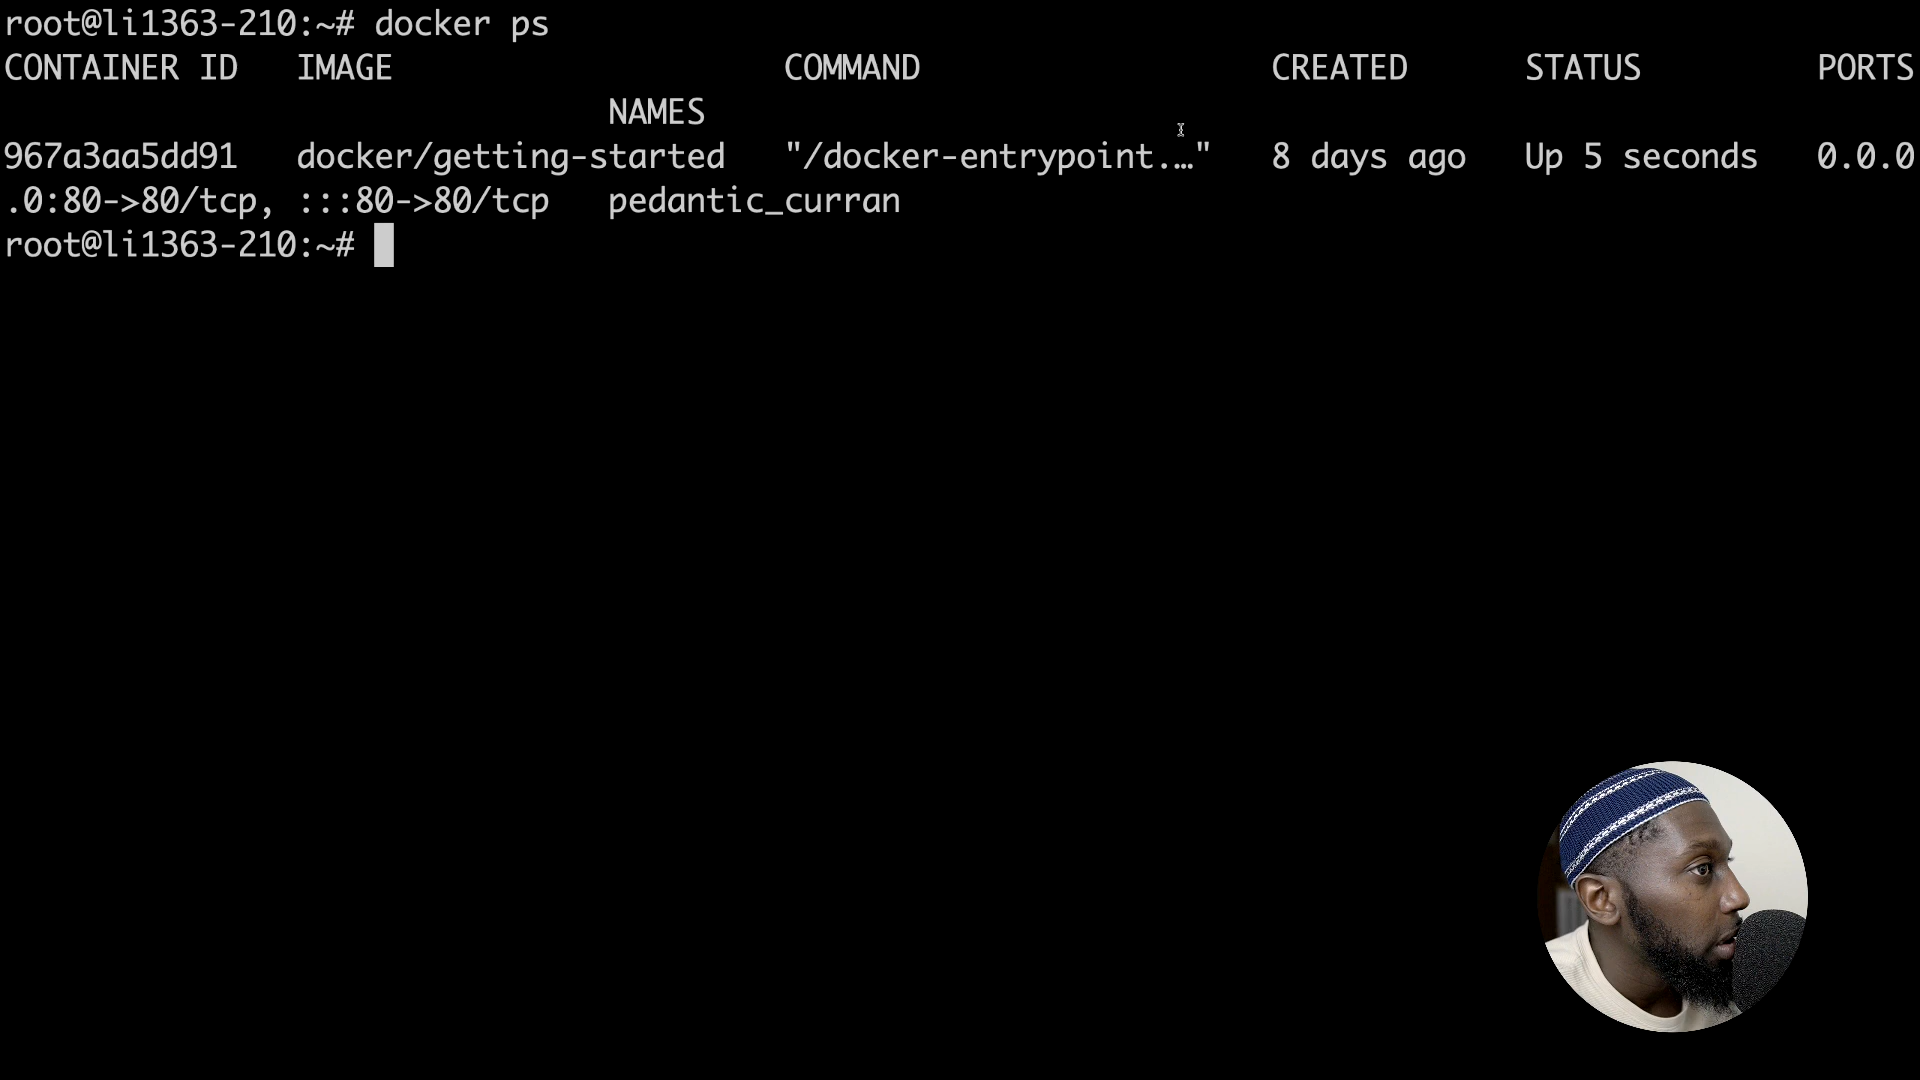 root@li1363-210:~# docker ps
CONTAINER ID   IMAGE                    COMMAND                  CREATED      STATUS         PORTS
                               NAMES
967a3aa5dd91   docker/getting-started   "/docker-entrypoint.…"   8 days ago   Up 5 seconds   0.0.0
.0:80->80/tcp, :::80->80/tcp   pedantic_curran
root@li1363-210:~#